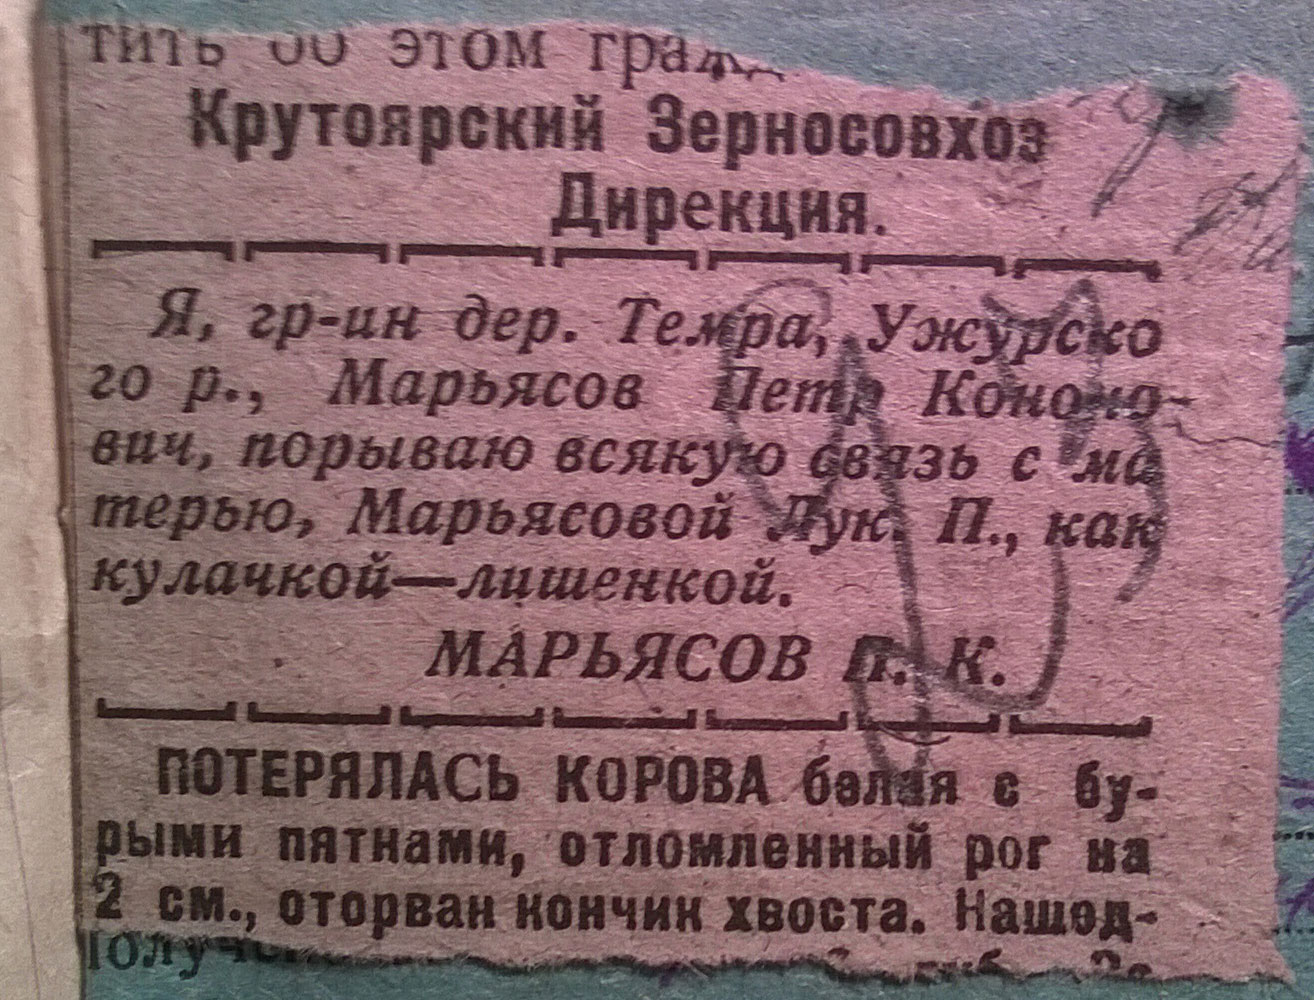 тить об этом гражд
Крутоярский Зерносовхоз
Дирекция.
Я, гр-ин дер. Темра, Ужурско
го р., Марьясов Петр Кононо-
вич, порываю всякую связь с ма
терью, Марьясовой Лук. П., как
кулачкой—лишенкой.
МАРЬЯСОВ П. К.
ПОТЕРЯЛАСЬ КОРОВА белая с бу-
рыми пятнами, отломленный рог на
2 см., оторван кончик хвоста. Нашед-